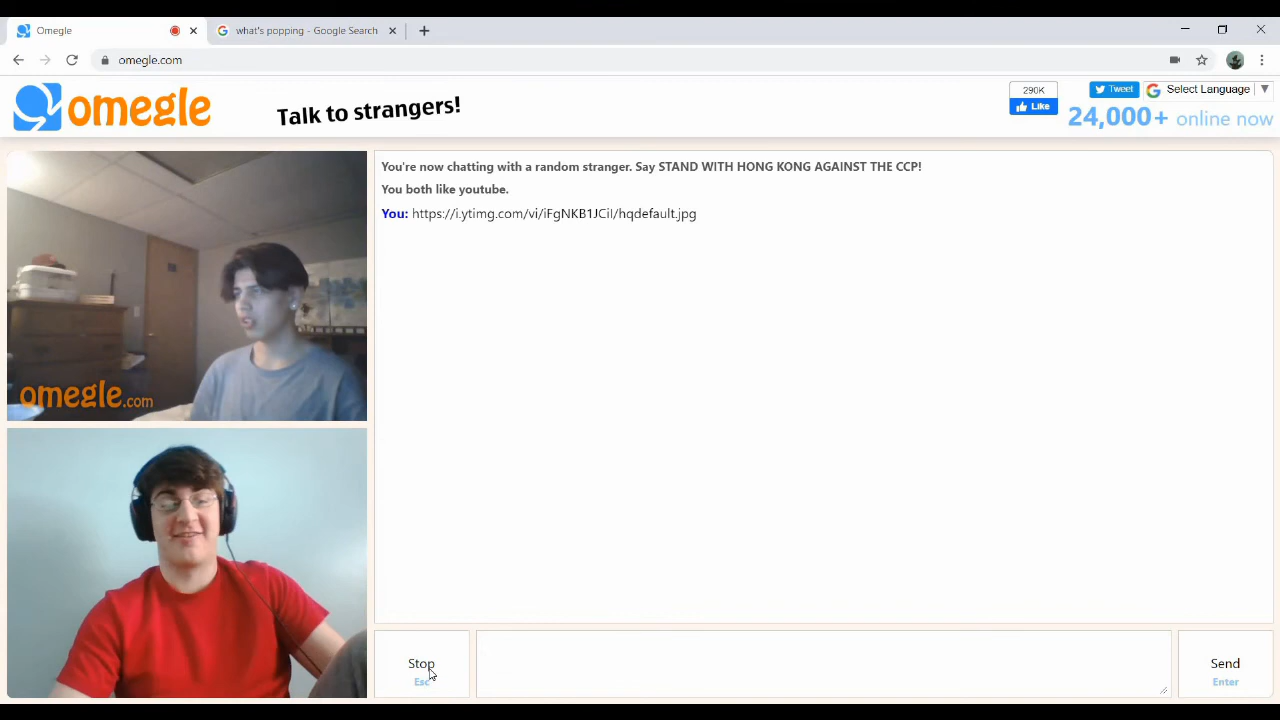 Omegle
what's popping - Google Search
omegle.com
omegle
Talk to strangers!
290K
Like
Tweet
Select Language
24,000+ online now
You're now chatting with a random stranger. Say STAND WITH HONG KONG AGAINST THE CCP!
You both like youtube.
You: https://i.ytimg.com/vi/iFgNKB1JCiI/hqdefault.jpg
omegle.com
Stop
Esc
Send
Enter